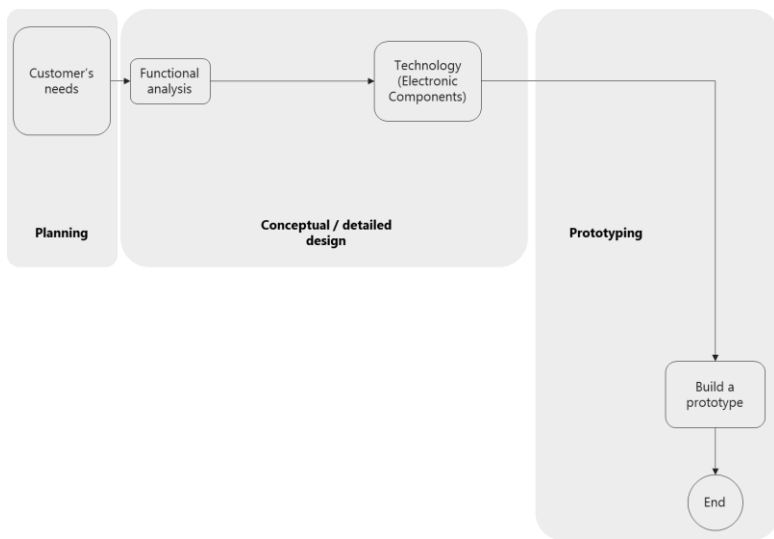 Customer's
needs
Functional
analysis
Technology
(Electronic
Components)
Planning
Conceptual / detailed
design
Prototyping
Build a
prototype
End